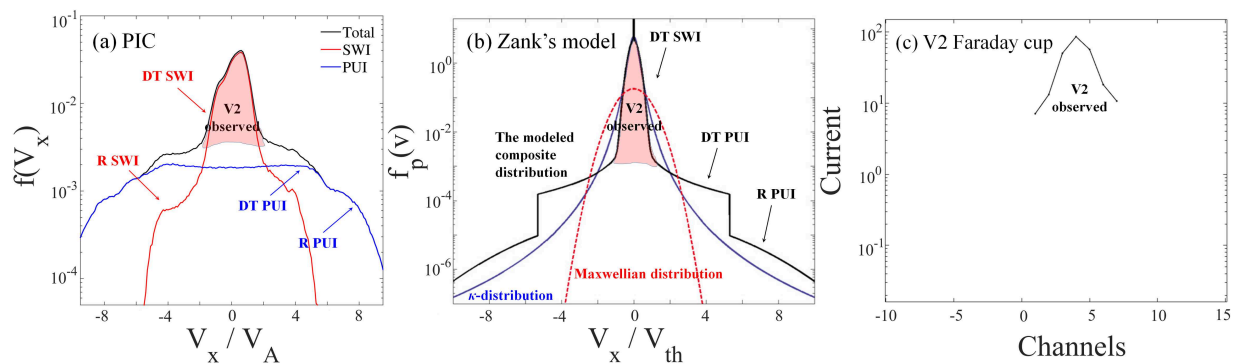 (a) PIC
Total
SWI
PUI
DT SWI
V2
observed
R SWI
DT PUI
R PUI
10^-1
10^-2
10^-3
10^-4
f(V_x)
-8 -4 0 4 8
V_x / V_A
(b) Zank's model
DT SWI
V2
observed
The modeled
composite
distribution
DT PUI
R PUI
Maxwellian distribution
κ-distribution
10^0
10^-2
10^-4
10^-6
f_p(v)
-8 -4 0 4 8
V_x / V_th
(c) V2 Faraday cup
V2
observed
10^3
10^2
10^1
10^0
10^-1
Current
-10 -5 0 5 10 15
Channels